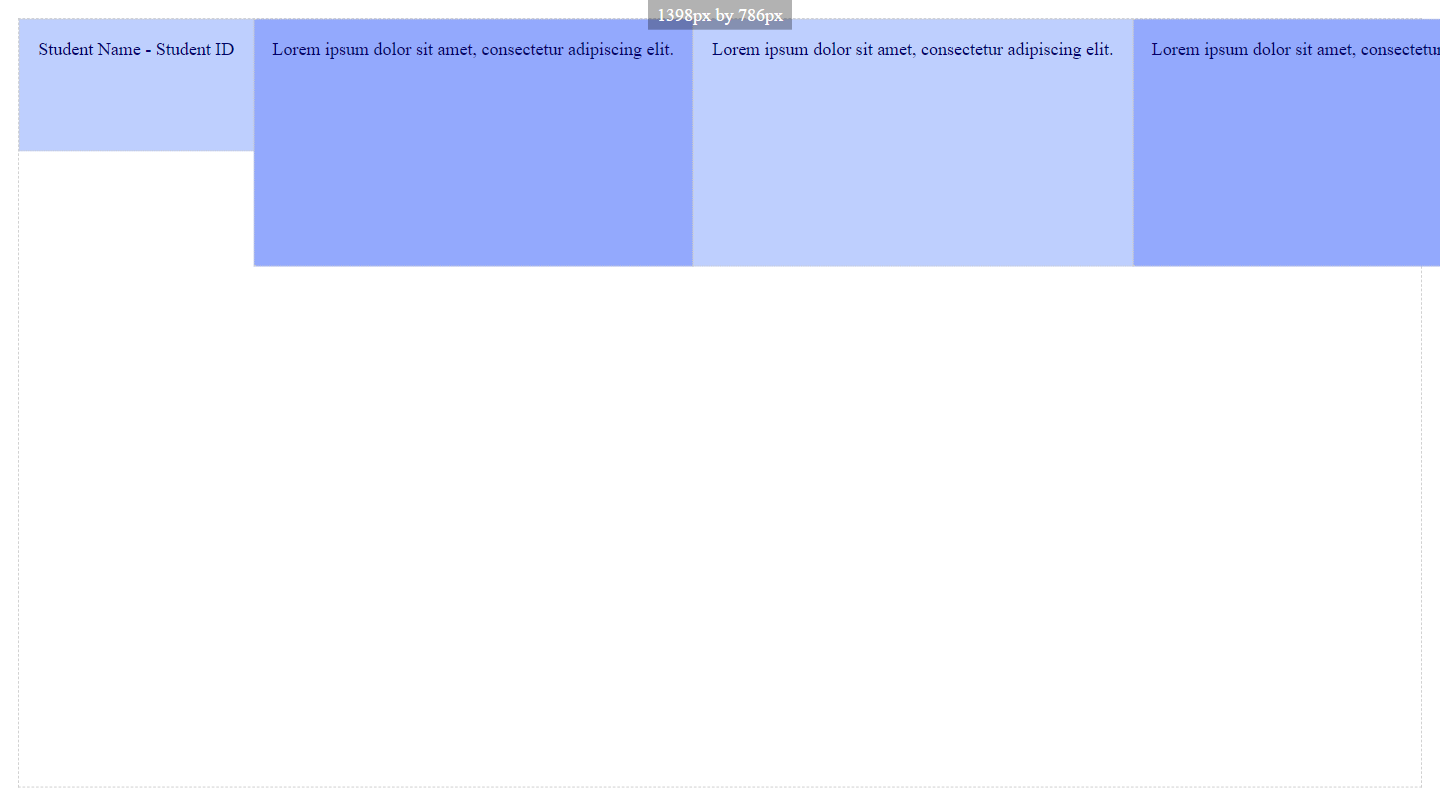 1398px by 786px
Student Name - Student ID
Lorem ipsum dolor sit amet, consectetur adipiscing elit.
Lorem ipsum dolor sit amet, consectetur adipiscing elit.
Lorem ipsum dolor sit amet, consectetur